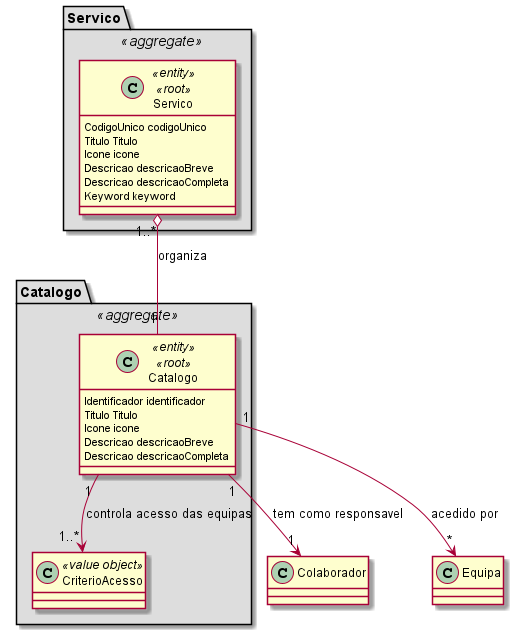 Servico
«aggregate»
C
«entity»
«root»
Servico
CodigoUnico codigoUnico
Titulo Titulo
Icone icone
Descricao descricaoBreve
Descricao descricaoCompleta
Keyword keyword
1..*
organiza
Catalogo
«aggregate»
1
C
«entity»
«root»
Catalogo
Identificador identificador
Titulo Titulo
Icone icone
Descricao descricaoBreve
Descricao descricaoCompleta
1
1
1
controla acesso das equipas
tem como responsavel
acedido por
1..*
1
*
C
«value object»
CriterioAcesso
C
Colaborador
C
Equipa